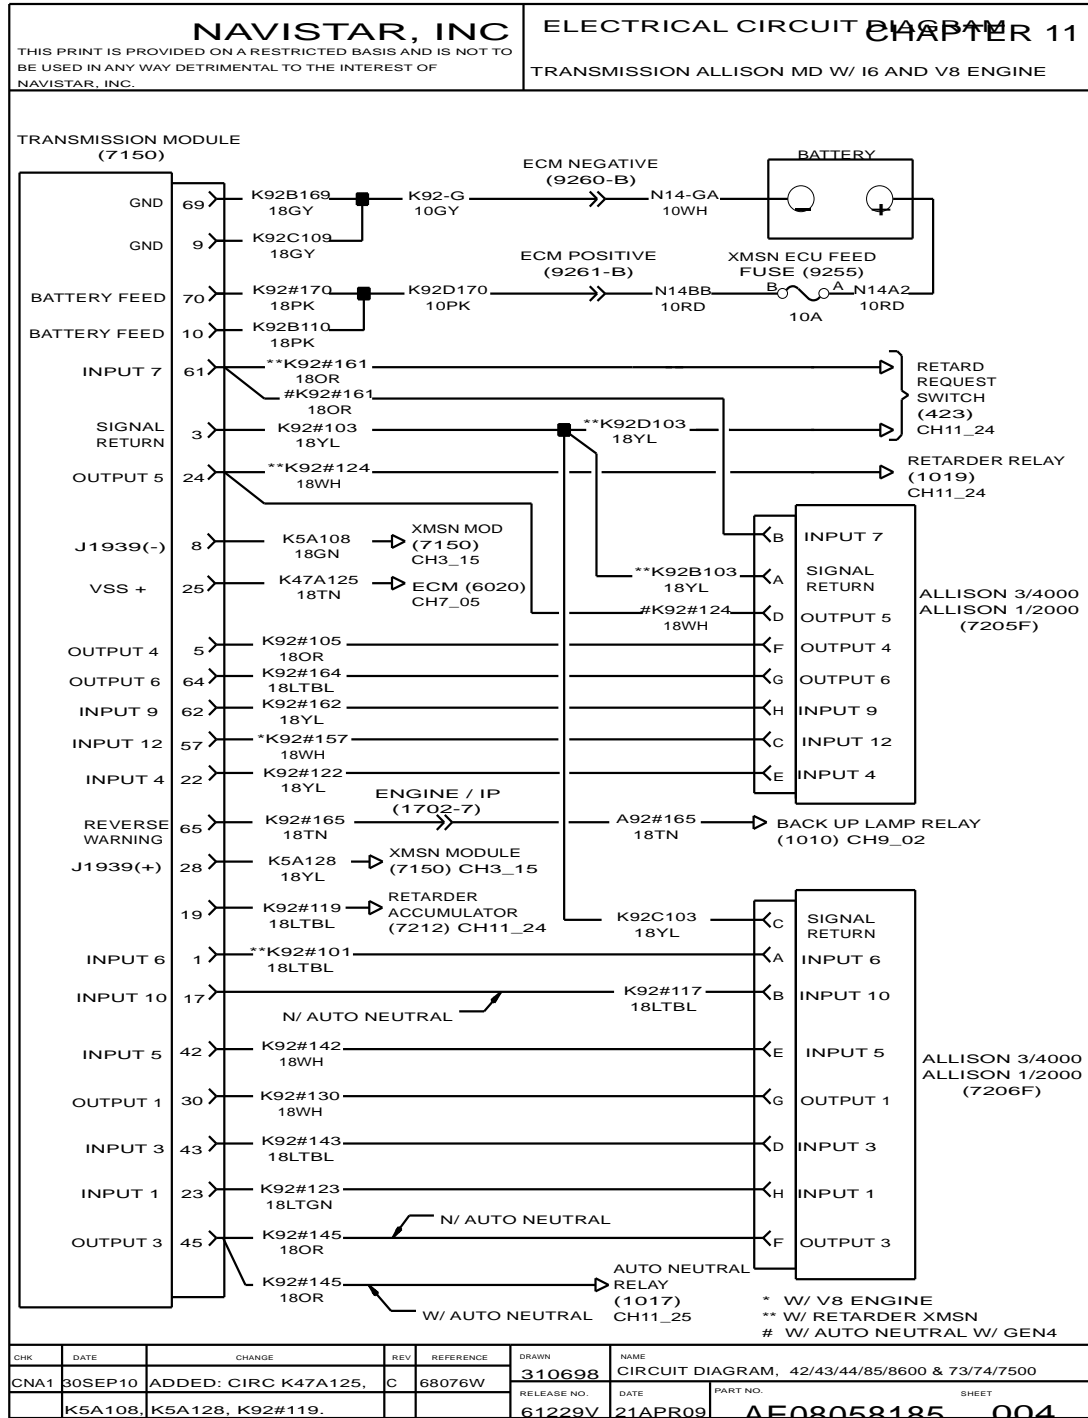 NAVISTAR, INC
THIS PRINT IS PROVIDED ON A RESTRICTED BASIS AND IS NOT TO
BE USED IN ANY WAY DETRIMENTAL TO THE INTEREST OF
NAVISTAR, INC.
ELECTRICAL CIRCUIT DIAGRAM
CHAPTER 11
TRANSMISSION ALLISON MD W/ I6 AND V8 ENGINE
TRANSMISSION MODULE
(7150)
BATTERY
ECM NEGATIVE
(9260-B)
GND 69 K92B169 K92-G N14-GA
18GY 10GY 10WH
GND 9 K92C109
18GY
ECM POSITIVE
(9261-B)
XMSN ECU FEED
FUSE (9255)
BATTERY FEED 70 K92#170 K92D170 N14BB B A N14A2
18PK 10PK 10RD 10A 10RD
BATTERY FEED 10 K92B110
18PK
INPUT 7 61 **K92#161
18OR
#K92#161
18OR
RETARD
REQUEST
SWITCH
(423)
CH11_24
SIGNAL
RETURN 3 K92#103 **K92D103
18YL 18YL
OUTPUT 5 24 **K92#124
18WH
RETARDER RELAY
(1019)
CH11_24
J1939(-) 8 K5A108
18GN
XMSN MOD
(7150)
CH3_15
B INPUT 7
VSS + 25 K47A125
18TN
ECM (6020)
CH7_05
**K92B103 A SIGNAL
18YL RETURN
#K92#124 D OUTPUT 5
18WH
ALLISON 3/4000
ALLISON 1/2000
(7205F)
OUTPUT 4 5 K92#105 F OUTPUT 4
18OR
OUTPUT 6 64 K92#164 G OUTPUT 6
18LTBL
INPUT 9 62 K92#162 H INPUT 9
18YL
INPUT 12 57 *K92#157 C INPUT 12
18WH
INPUT 4 22 K92#122 E INPUT 4
18YL
ENGINE / IP
(1702-7)
REVERSE
WARNING 65 K92#165 A92#165
18TN 18TN
BACK UP LAMP RELAY
(1010) CH9_02
J1939(+) 28 K5A128
18YL
XMSN MODULE
(7150) CH3_15
19 K92#119
18LTBL
RETARDER
ACCUMULATOR
(7212) CH11_24
K92C103 C SIGNAL
18YL RETURN
INPUT 6 1 **K92#101 A INPUT 6
18LTBL
INPUT 10 17 K92#117 B INPUT 10
18LTBL
N/ AUTO NEUTRAL
INPUT 5 42 K92#142 E INPUT 5
18WH
ALLISON 3/4000
ALLISON 1/2000
(7206F)
OUTPUT 1 30 K92#130 G OUTPUT 1
18WH
INPUT 3 43 K92#143 D INPUT 3
18LTBL
INPUT 1 23 K92#123 H INPUT 1
18LTGN
N/ AUTO NEUTRAL
OUTPUT 3 45 K92#145 F OUTPUT 3
18OR
K92#145
18OR
W/ AUTO NEUTRAL
AUTO NEUTRAL
RELAY
(1017)
CH11_25
* W/ V8 ENGINE
** W/ RETARDER XMSN
# W/ AUTO NEUTRAL W/ GEN4
CHK DATE CHANGE REV REFERENCE
CNA1 30SEP10 ADDED: CIRC K47A125, C 68076W
K5A108, K5A128, K92#119.
DRAWN
310698
NAME
CIRCUIT DIAGRAM, 42/43/44/85/8600 & 73/74/7500
RELEASE NO.
61229V
DATE
21APR09
PART NO.
AE08058185
SHEET
004